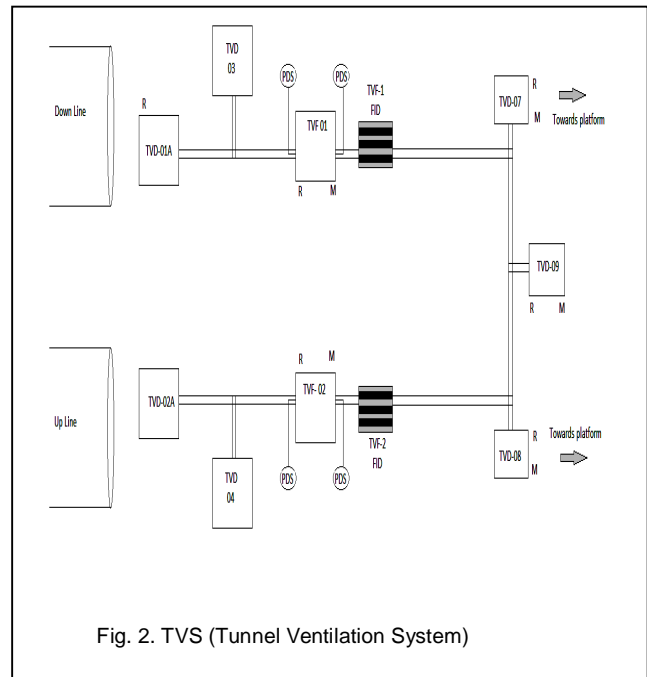 TVD
03
PDS
PDS
TVF-1
FID
R
TVD-07
M
Towards platform
Down Line
R
TVD-01A
TVF 01
R M
TVD-09
R M
Up Line
TVD-02A
R M
TVF- 02
TVF-2
FID
TVD
04
PDS
PDS
R
TVD-08
M
Towards platform
Fig. 2. TVS (Tunnel Ventilation System)